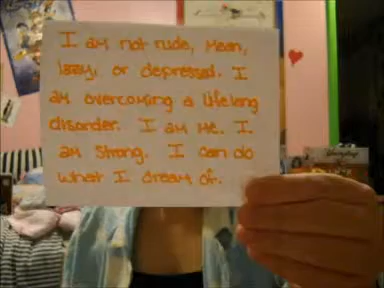 I am not rude, mean,
lazy, or depressed. I
am overcoming a lifelong
disorder. I am me. I
am strong. I can do
what I dream of.